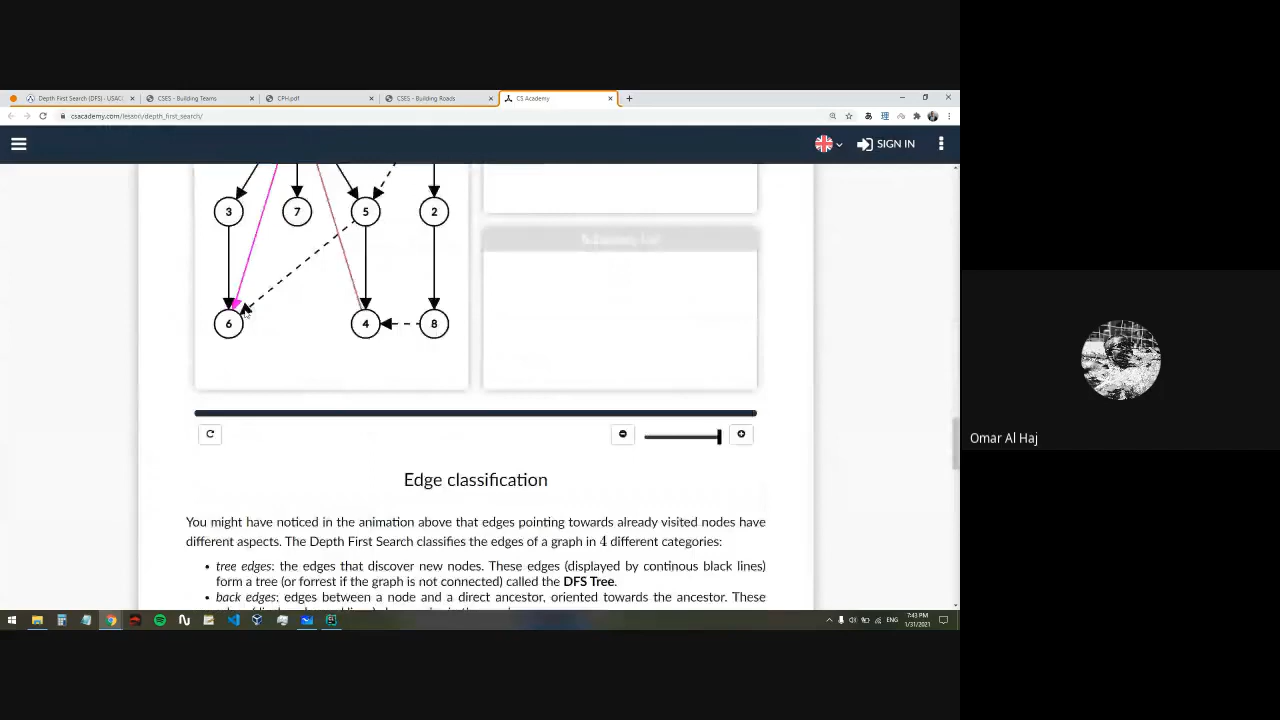 Depth First Search (DFS) - USAC
CSES - Building Teams
CPH.pdf
CSES - Building Roads
CS Academy
csacademy.com/lesson/depth_first_search/
SIGN IN
3
7
5
2
6
4
8
Omar Al Haj
Edge classification
You might have noticed in the animation above that edges pointing towards already visited nodes have
different aspects. The Depth First Search classifies the edges of a graph in 4 different categories:
• tree edges: the edges that discover new nodes. These edges (displayed by continous black lines)
form a tree (or forrest if the graph is not connected) called the DFS Tree.
• back edges: edges between a node and a direct ancestor, oriented towards the ancestor. These
ENG
7:43 PM
1/31/2021